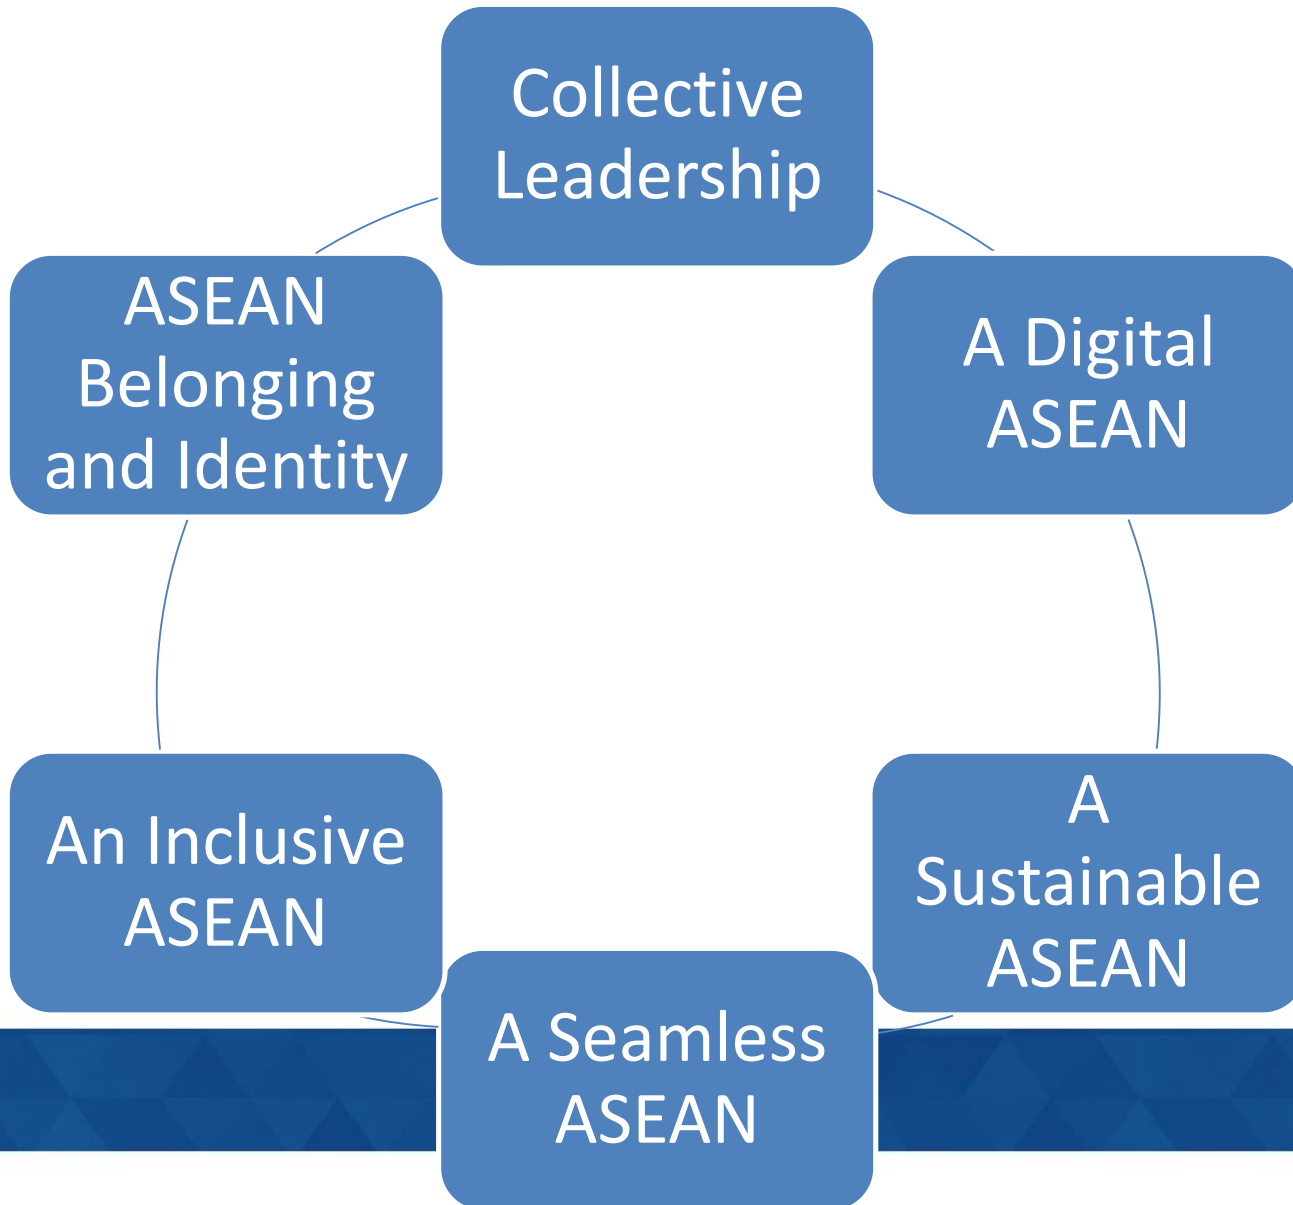 Collective
Leadership
A Digital
ASEAN
A
Sustainable
ASEAN
A Seamless
ASEAN
An Inclusive
ASEAN
ASEAN
Belonging
and Identity